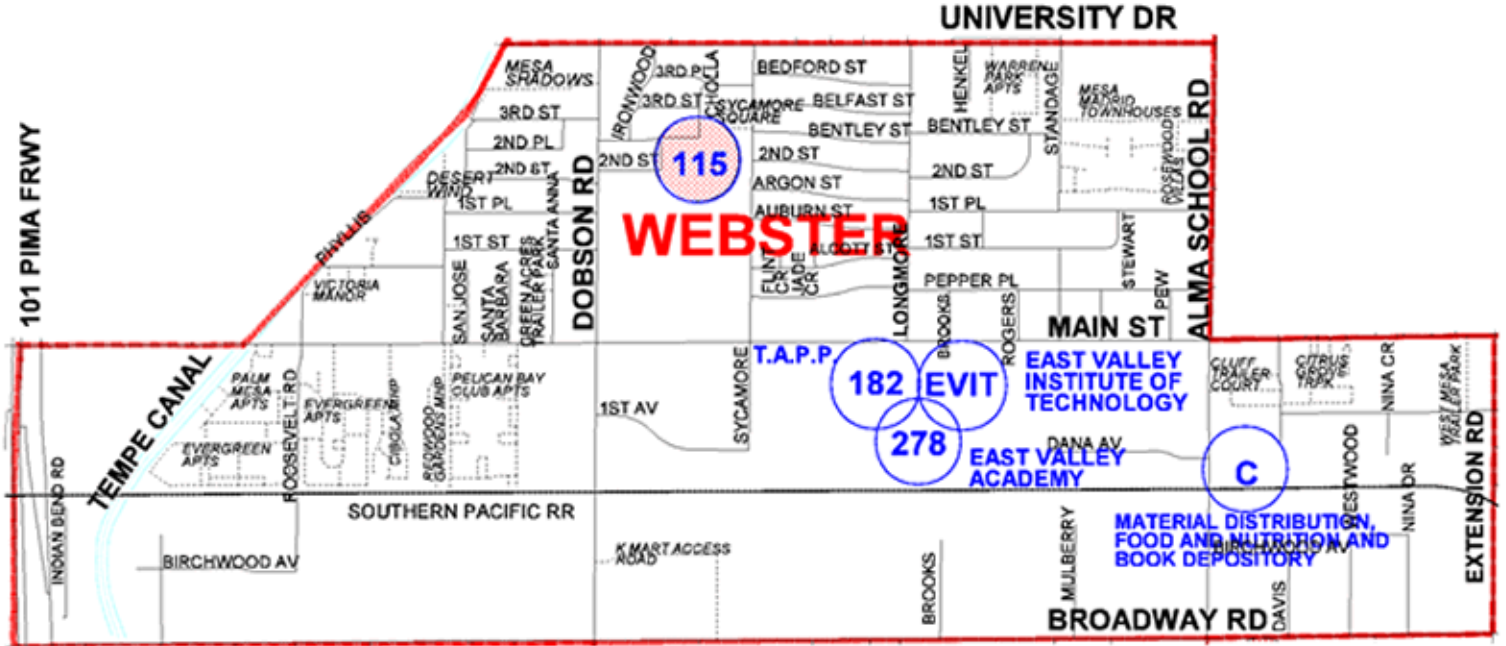 UNIVERSITY DR
MESA
SHADOWS
IRONWOOD
3RD PL
CHOLLA
BEDFORD ST
HENKEL
WARREN
PARK
APTS
STANDAGE
MESA
MADRID
TOWNHOUSES
ALMA SCHOOL RD
3RD ST
3RD ST
SYCAMORE
SQUARE
BELFAST ST
101 PIMA FRWY
2ND PL
BENTLEY ST
BENTLEY ST
ROSEWOOD
VILLAS
DESERT
WIND
2ND ST
DOBSON RD
2ND ST
115
2ND ST
2ND ST
1ST PL
SANTA ANNA
ARGON ST
1ST PL
PHYLLIS
WEBSTER
AUBURN ST
1ST ST
GREEN ACRES
TRAILER PARK
ALCOTT ST
LONGMORE
1ST ST
STEWART
VICTORIA
MANOR
SAN JOSE
SANTA
BARBARA
FLINT
CR
JADE
CR
PEPPER PL
PEW
BROOKS
ROGERS
MAIN ST
TEMPE CANAL
PALM
MESA
APTS
ROOSEVELT RD
EVERGREEN
APTS
CIBOLA MHP
REDWOOD
GARDENS MHP
PELICAN BAY
CLUB APTS
SYCAMORE
T.A.P.P.
182
EVIT
EAST VALLEY
INSTITUTE OF
TECHNOLOGY
CLUFF
TRAILER
COURT
CITRUS
GROVE
TRPK
NINA CR
WEST MESA
TRAILER PARK
1ST AV
EVERGREEN
APTS
278
DANA AV
EAST VALLEY
ACADEMY
C
WESTWOOD
EXTENSION RD
INDIAN BEND RD
SOUTHERN PACIFIC RR
NINA DR
MATERIAL DISTRIBUTION,
FOOD AND NUTRITION AND
BOOK DEPOSITORY
BIRCHWOOD AV
BIRCHWOOD AV
K MART ACCESS
ROAD
BROOKS
MULBERRY
BROADWAY RD
DAVIS